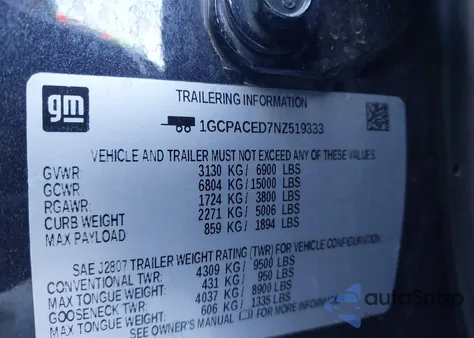 gm
TRAILERING INFORMATION
1GCPACED7NZ519333
VEHICLE AND TRAILER MUST NOT EXCEED ANY OF THESE VALUES.
GVWR: 3130 KG/ 6900 LBS
GCWR: 6804 KG/ 15000 LBS
RGAWR: 1724 KG/ 3800 LBS
CURB WEIGHT 2271 KG/ 5006 LBS
MAX PAYLOAD 859 KG/ 1894 LBS
SAE J2807 TRAILER WEIGHT RATING (TWR) FOR VEHICLE CONFIGURATION.
CONVENTIONAL TWR: 4309 KG/ 9500 LBS
MAX TONGUE WEIGHT: 431 KG/ 950 LBS
GOOSENECK TWR: 4037 KG/ 8900 LBS
MAX TONGUE WEIGHT: 606 KG/ 1335 LBS
SEE OWNER'S MANUAL FOR MORE INFORMATION
autoSnap